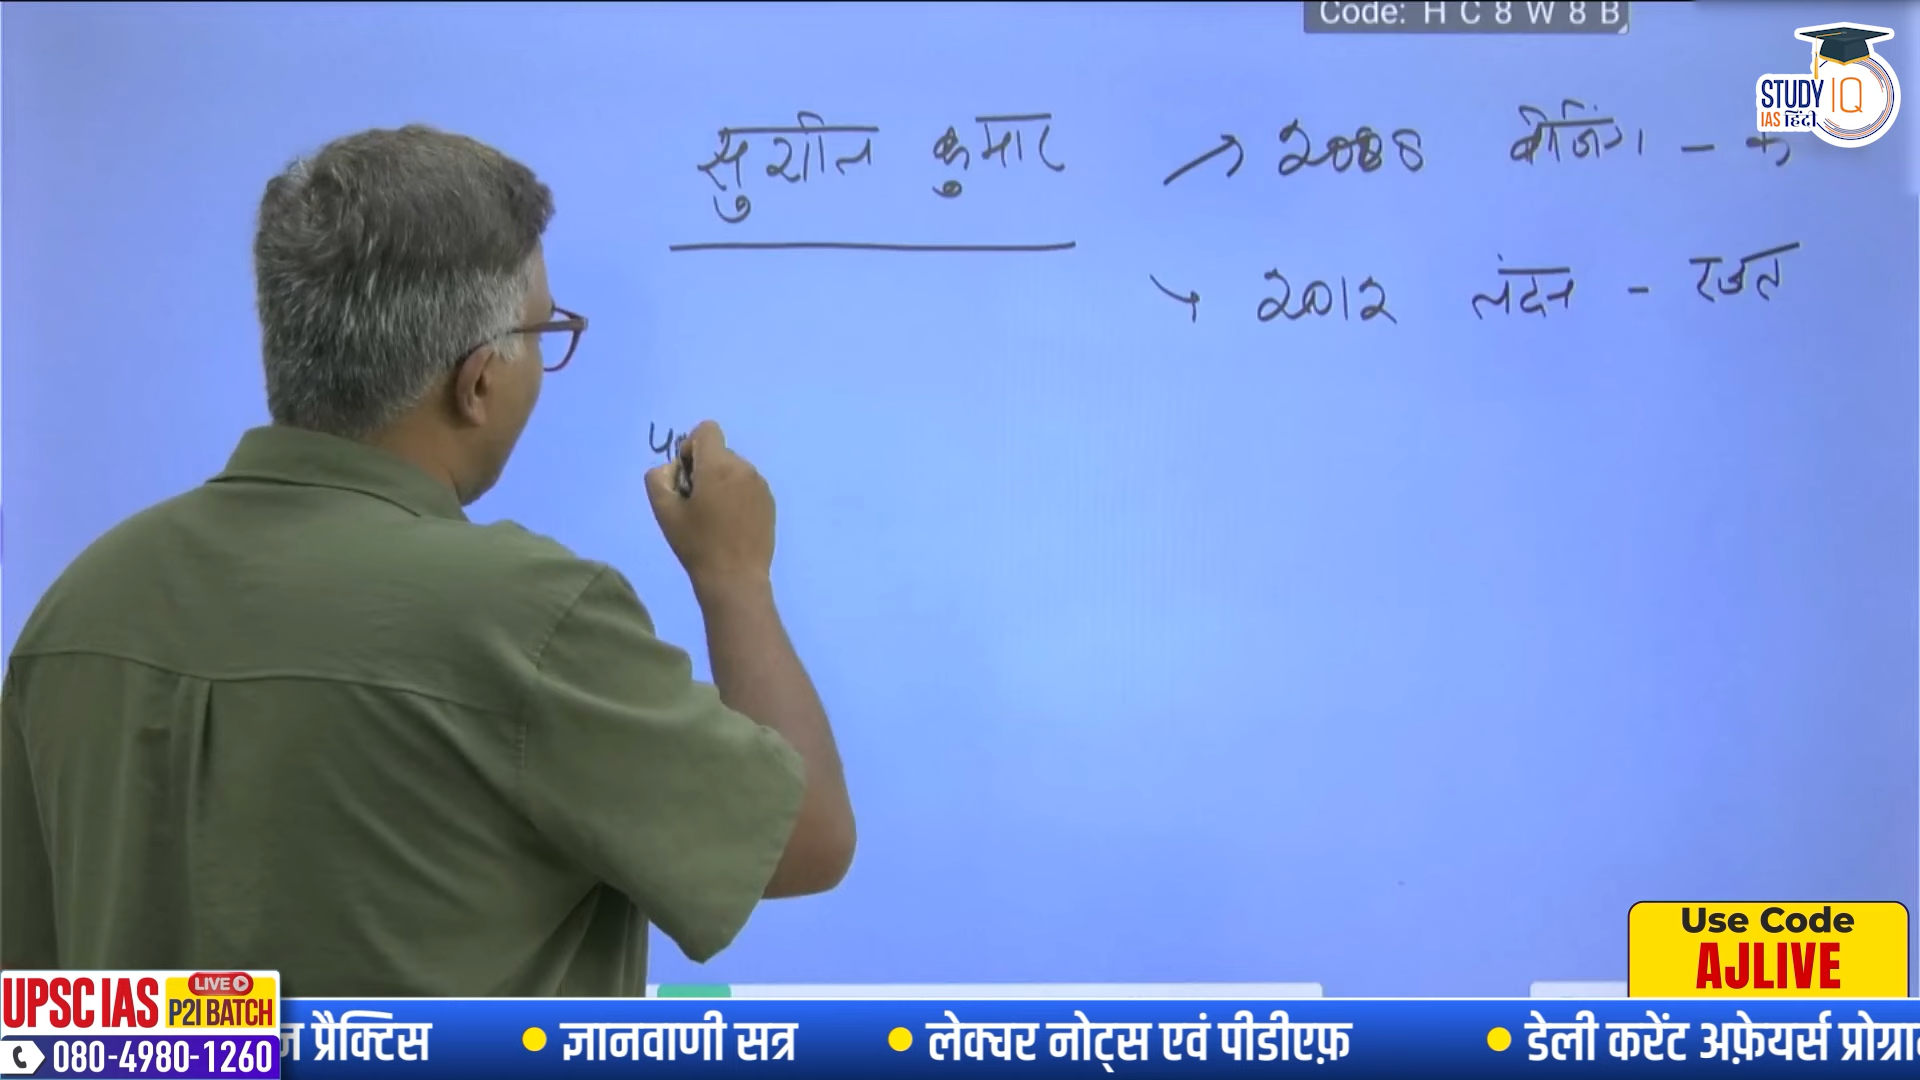 Code: H C 8 W 8 B
STUDY IQ
IAS हिंदी
सुशील कुमार
2008 बीजिंग -
2012 लंदन - रजत
Use Code
AJLIVE
UPSC IAS LIVE P2I BATCH
080-4980-1260
न प्रैक्टिस • ज्ञानवाणी सत्र • लेक्चर नोट्स एवं पीडीएफ़ • डेली करेंट अफ़ेयर्स प्रोग्रा